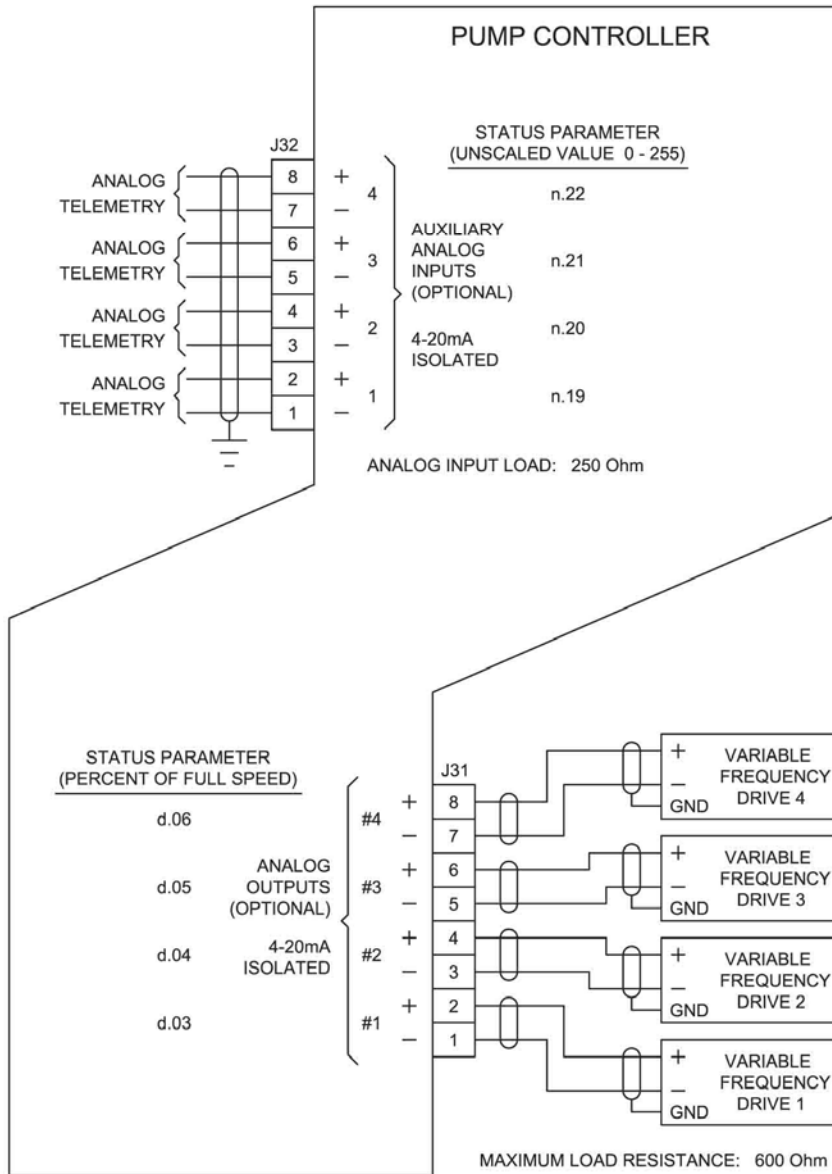 PUMP CONTROLLER
STATUS PARAMETER
(UNSCALED VALUE 0 - 255)
J32
ANALOG
TELEMETRY
8
7
+
−
4
n.22
ANALOG
TELEMETRY
6
5
+
−
3
n.21
ANALOG
TELEMETRY
4
3
+
−
2
n.20
ANALOG
TELEMETRY
2
1
+
−
1
n.19
AUXILIARY
ANALOG
INPUTS
(OPTIONAL)
4-20mA
ISOLATED
ANALOG INPUT LOAD: 250 Ohm
STATUS PARAMETER
(PERCENT OF FULL SPEED)
d.06
d.05
d.04
d.03
ANALOG
OUTPUTS
(OPTIONAL)
4-20mA
ISOLATED
J31
#4
+
−
8
7
#3
+
−
6
5
#2
+
−
4
3
#1
+
−
2
1
+
−
GND
VARIABLE
FREQUENCY
DRIVE 4
+
−
GND
VARIABLE
FREQUENCY
DRIVE 3
+
−
GND
VARIABLE
FREQUENCY
DRIVE 2
+
−
GND
VARIABLE
FREQUENCY
DRIVE 1
MAXIMUM LOAD RESISTANCE: 600 Ohm